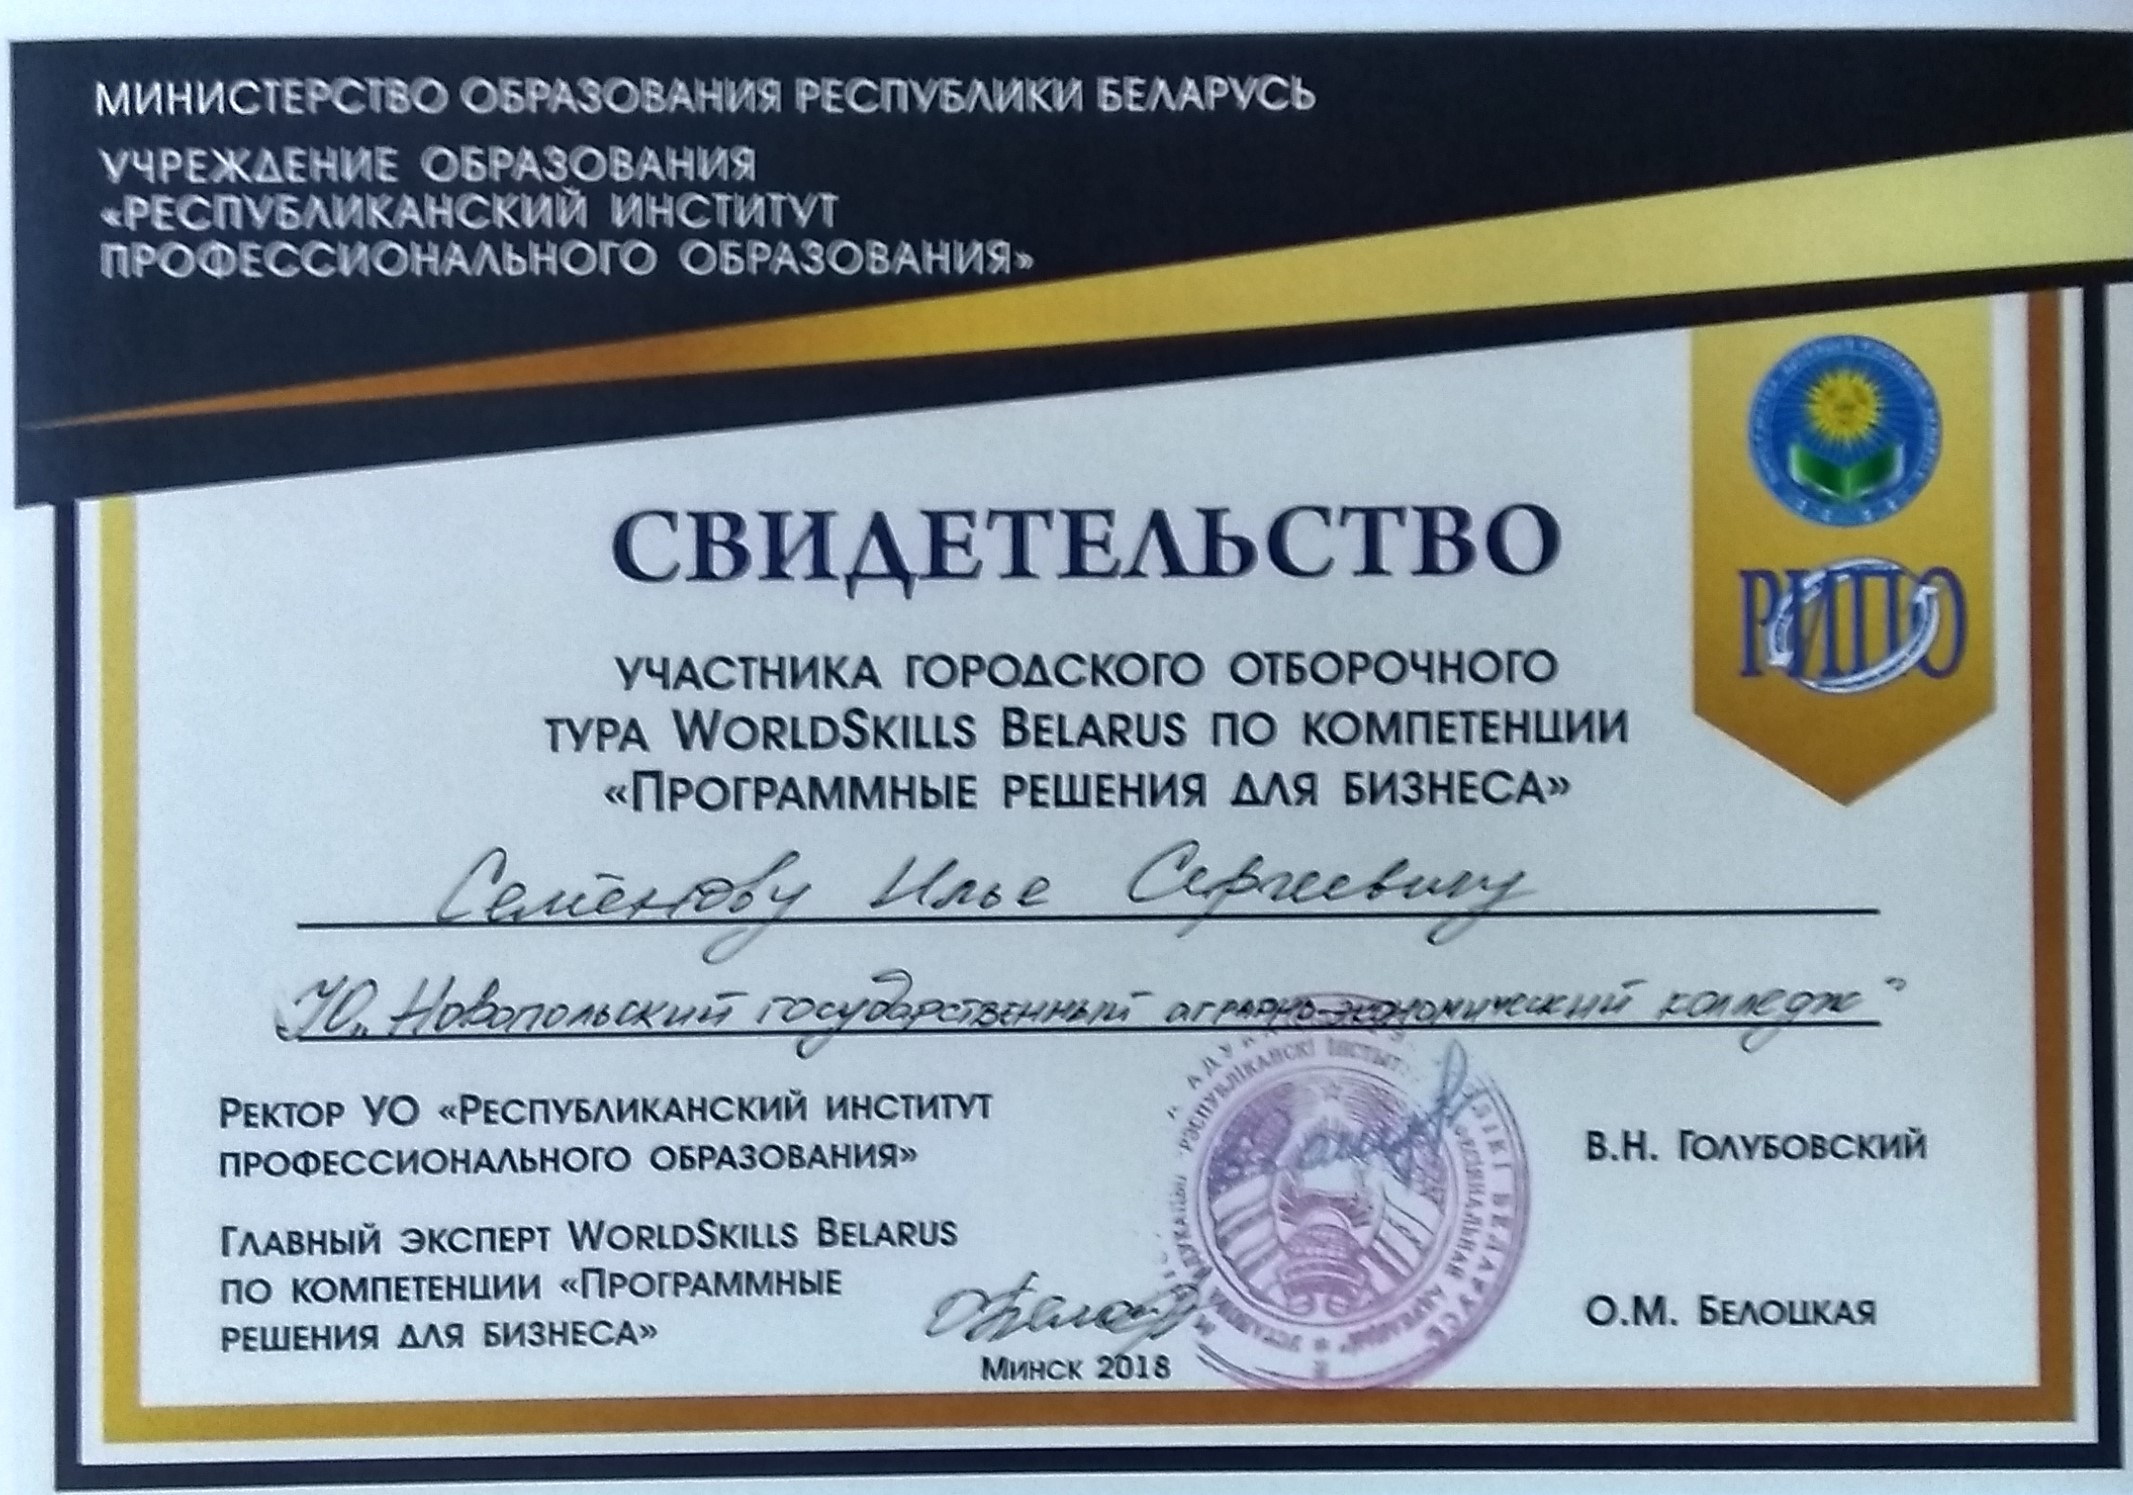 МИНИСТЕРСТВО ОБРАЗОВАНИЯ РЕСПУБЛИКИ БЕЛАРУСЬ
УЧРЕЖДЕНИЕ ОБРАЗОВАНИЯ
«РЕСПУБЛИКАНСКИЙ ИНСТИТУТ
ПРОФЕССИОНАЛЬНОГО ОБРАЗОВАНИЯ»
РИПО
СВИДЕТЕЛЬСТВО
УЧАСТНИКА ГОРОДСКОГО ОТБОРОЧНОГО
ТУРА WORLDSKILLS BELARUS ПО КОМПЕТЕНЦИИ
«ПРОГРАММНЫЕ РЕШЕНИЯ ДЛЯ БИЗНЕСА»
Семёнову Илье Сергеевичу
УО „Новопольский государственный аграрно-экономический колледж"
РЕКТОР УО «РЕСПУБЛИКАНСКИЙ ИНСТИТУТ
ПРОФЕССИОНАЛЬНОГО ОБРАЗОВАНИЯ»
В.Н. ГОЛУБОВСКИЙ
ГЛАВНЫЙ ЭКСПЕРТ WORLDSKILLS BELARUS
ПО КОМПЕТЕНЦИИ «ПРОГРАММНЫЕ
РЕШЕНИЯ ДЛЯ БИЗНЕСА»
О.М. БЕЛОЦКАЯ
МИНСК 2018
РЭСПУБЛІКАНСКІ
БЕЛАРУСЬ